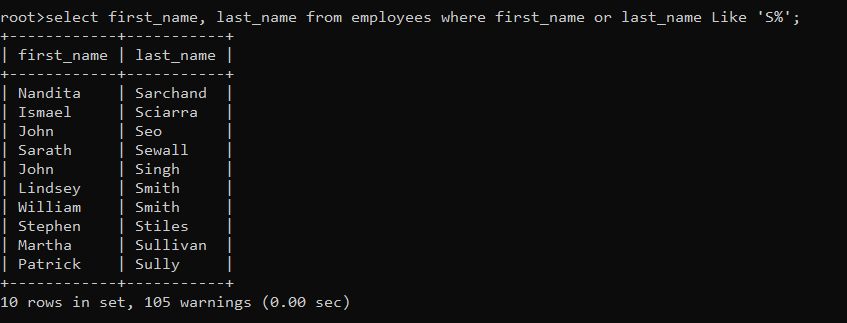 root>select first_name, last_name from employees where first_name or last_name Like 'S%';
+------------+-----------+
| first_name | last_name |
+------------+-----------+
| Nandita    | Sarchand  |
| Ismael     | Sciarra   |
| John       | Seo       |
| Sarath     | Sewall    |
| John       | Singh     |
| Lindsey    | Smith     |
| William    | Smith     |
| Stephen    | Stiles    |
| Martha     | Sullivan  |
| Patrick    | Sully     |
+------------+-----------+
10 rows in set, 105 warnings (0.00 sec)